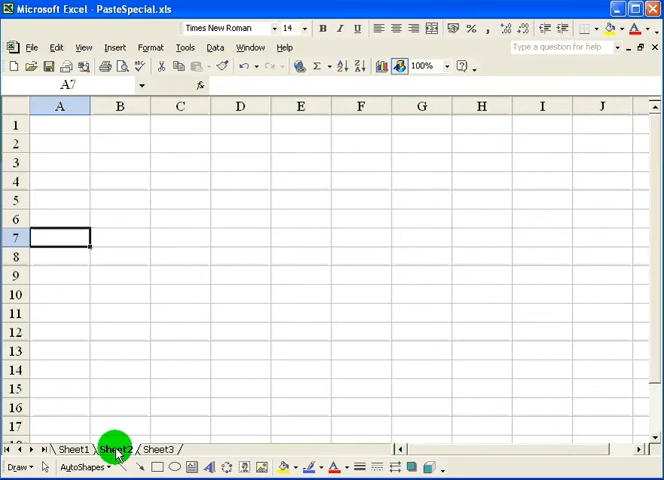 Microsoft Excel - PasteSpecial.xls
Times New Roman 14 B I U $ %
File Edit View Insert Format Tools Data Window Help Type a question for help
Σ 100%
A7 fx
A B C D E F G H I J
1
2
3
4
5
6
7
8
9
10
11
12
13
14
15
16
17
Sheet1 Sheet2 Sheet3
Draw AutoShapes A A